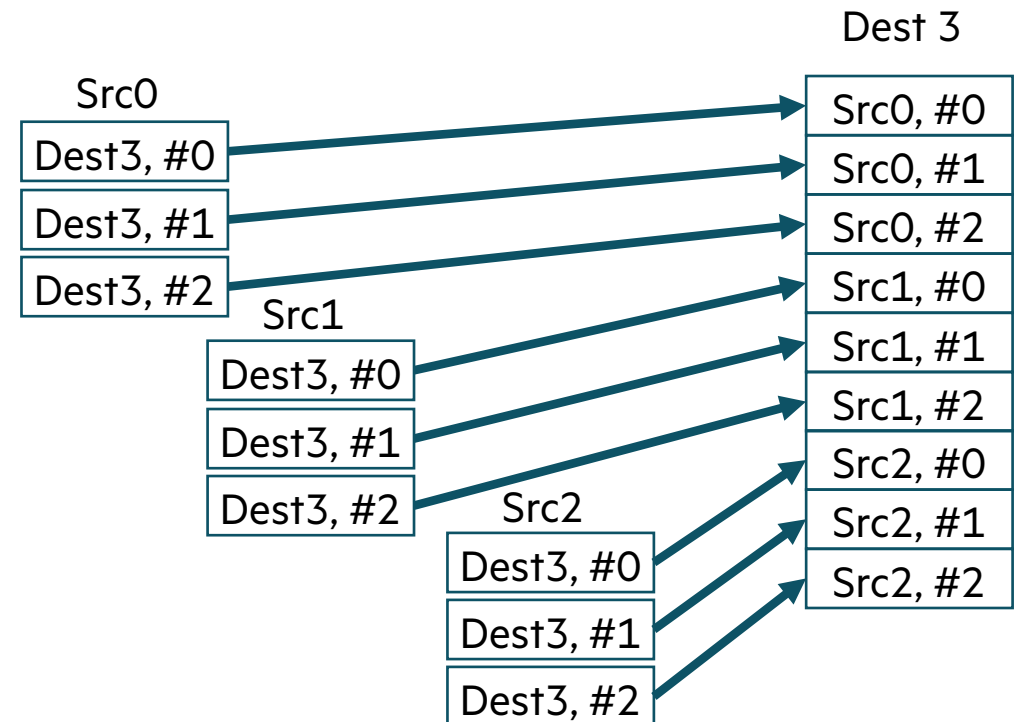 Dest 3
Src0
Dest3, #0
Dest3, #1
Dest3, #2
Src1
Dest3, #0
Dest3, #1
Dest3, #2
Src2
Dest3, #0
Dest3, #1
Dest3, #2
Src0, #0
Src0, #1
Src0, #2
Src1, #0
Src1, #1
Src1, #2
Src2, #0
Src2, #1
Src2, #2